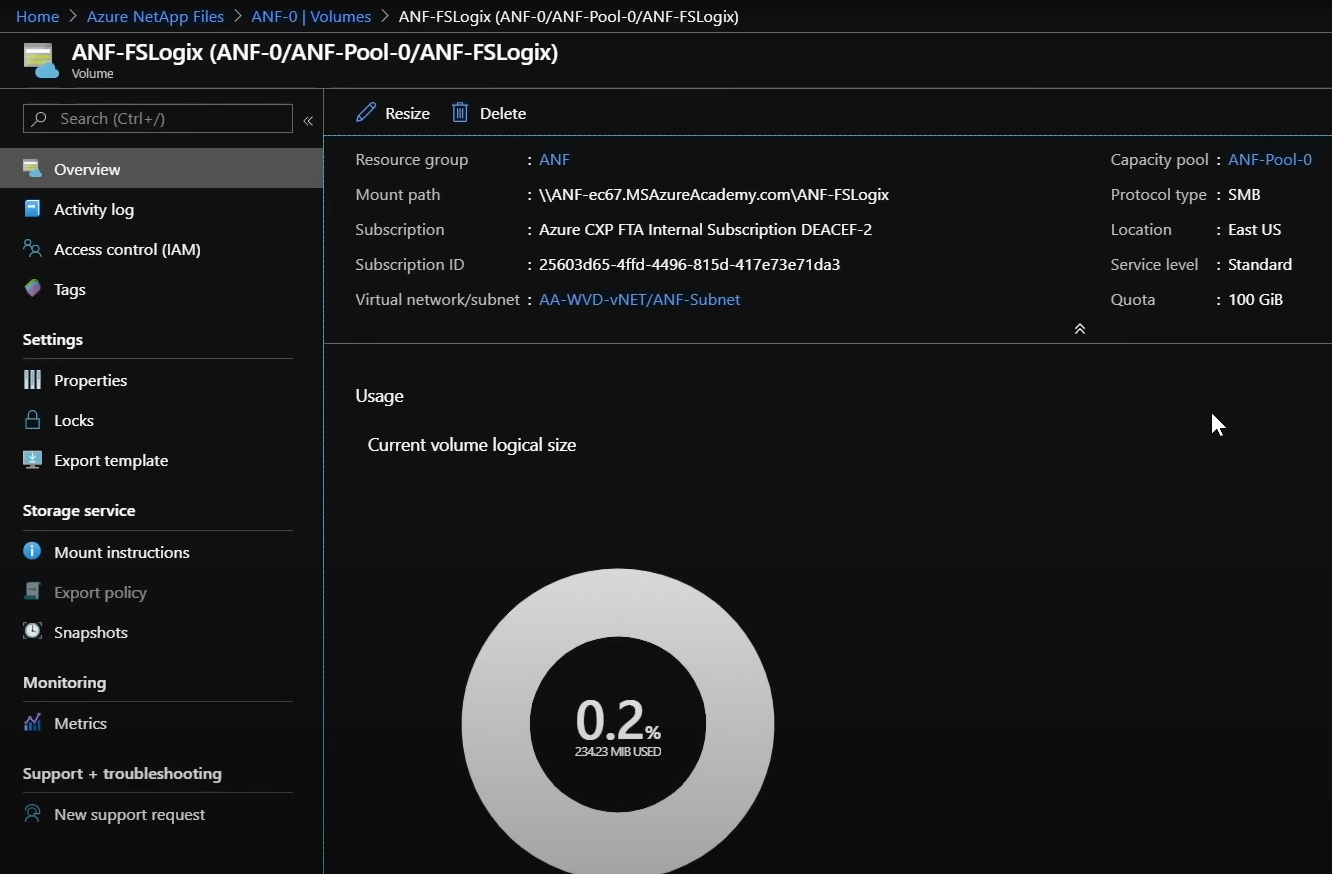 Home > Azure NetApp Files > ANF-0 | Volumes > ANF-FSLogix (ANF-0/ANF-Pool-0/ANF-FSLogix)
ANF-FSLogix (ANF-0/ANF-Pool-0/ANF-FSLogix)
Volume
Search (Ctrl+/)
«
Resize
Delete
Overview
Activity log
Access control (IAM)
Tags
Settings
Properties
Locks
Export template
Storage service
Mount instructions
Export policy
Snapshots
Monitoring
Metrics
Support + troubleshooting
New support request
Resource group : ANF
Mount path : \\ANF-ec67.MSAzureAcademy.com\ANF-FSLogix
Subscription : Azure CXP FTA Internal Subscription DEACEF-2
Subscription ID : 25603d65-4ffd-4496-815d-417e73e71da3
Virtual network/subnet : AA-WVD-vNET/ANF-Subnet
Capacity pool : ANF-Pool-0
Protocol type : SMB
Location : East US
Service level : Standard
Quota : 100 GiB
Usage
Current volume logical size
0.2%
234.23 MIB USED